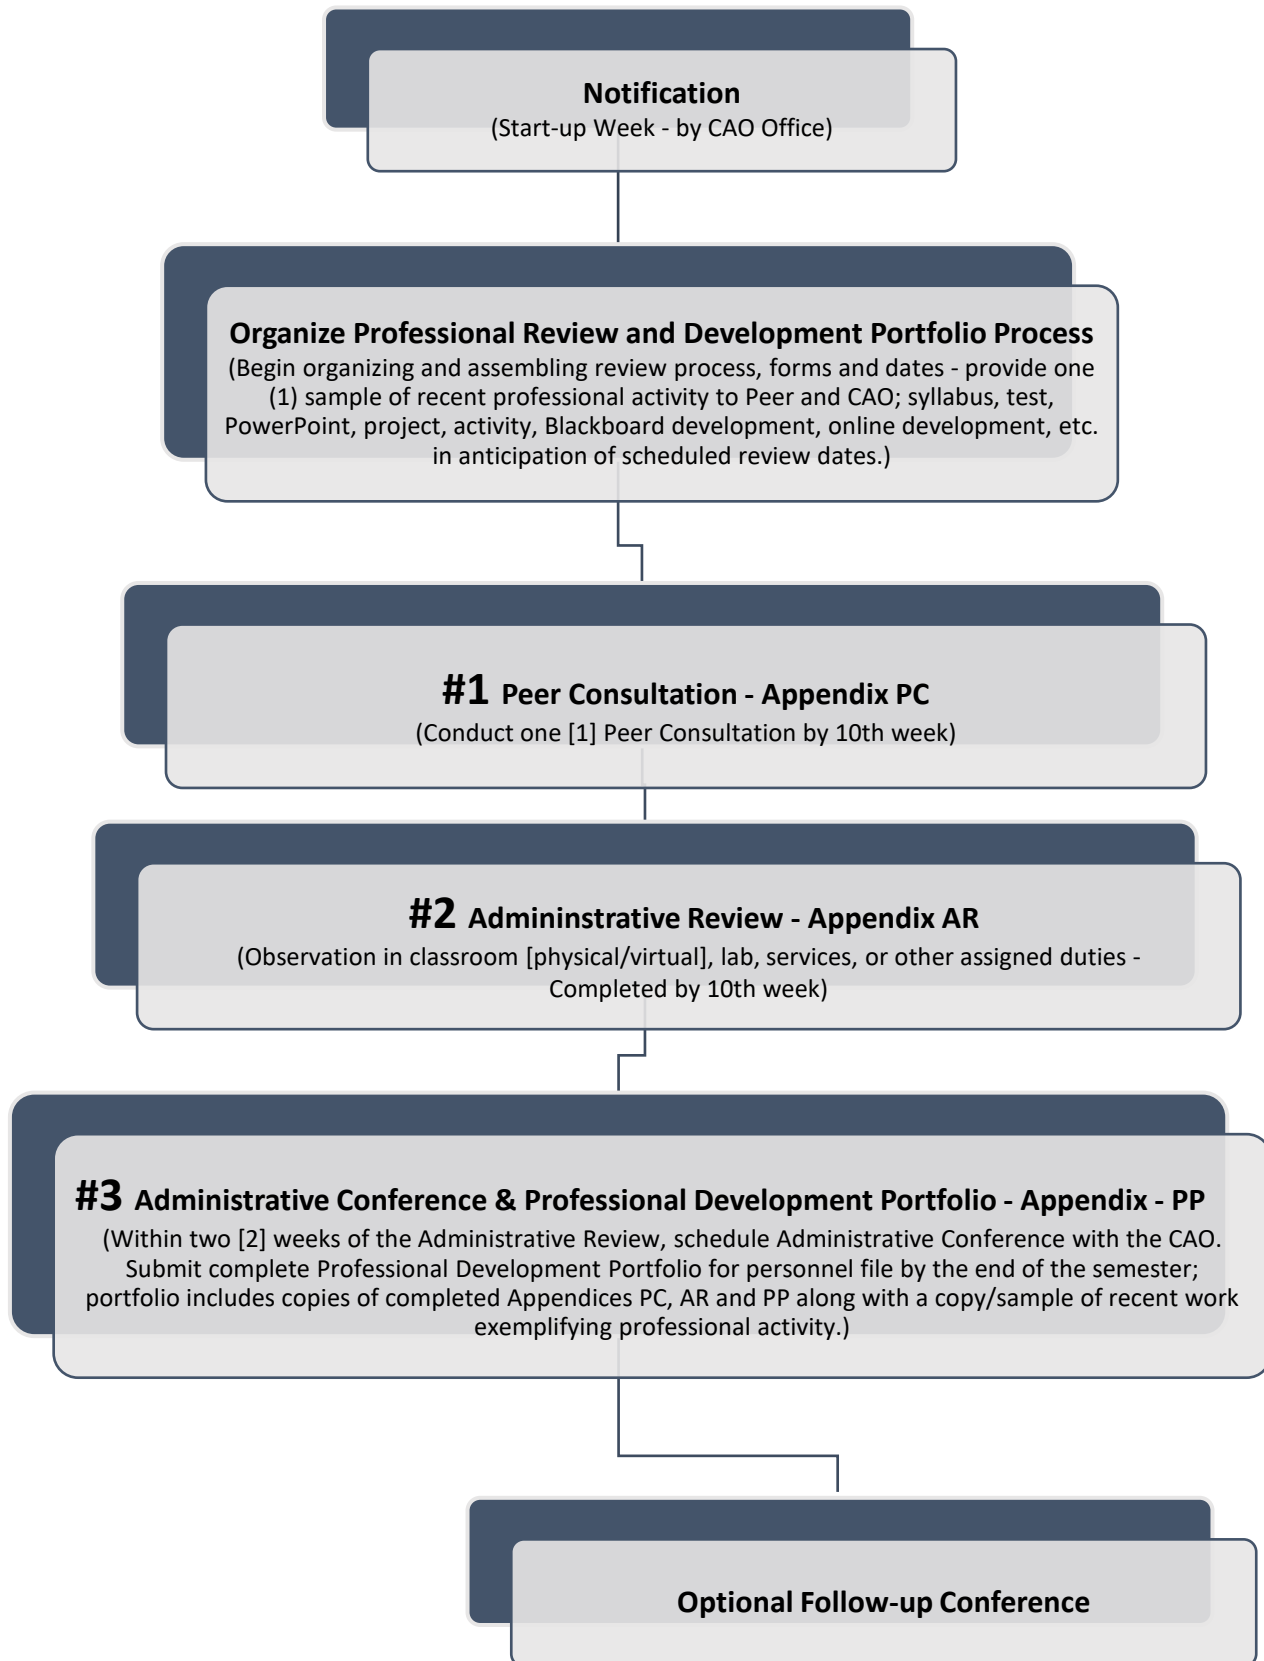 Notification
(Start-up Week - by CAO Office)
Organize Professional Review and Development Portfolio Process
(Begin organizing and assembling review process, forms and dates - provide one
(1) sample of recent professional activity to Peer and CAO; syllabus, test,
PowerPoint, project, activity, Blackboard development, online development, etc.
in anticipation of scheduled review dates.)
#1 Peer Consultation - Appendix PC
(Conduct one [1] Peer Consultation by 10th week)
#2 Admininstrative Review - Appendix AR
(Observation in classroom [physical/virtual], lab, services, or other assigned duties -
Completed by 10th week)
#3 Administrative Conference & Professional Development Portfolio - Appendix - PP
(Within two [2] weeks of the Administrative Review, schedule Administrative Conference with the CAO.
Submit complete Professional Development Portfolio for personnel file by the end of the semester;
portfolio includes copies of completed Appendices PC, AR and PP along with a copy/sample of recent work
exemplifying professional activity.)
Optional Follow-up Conference